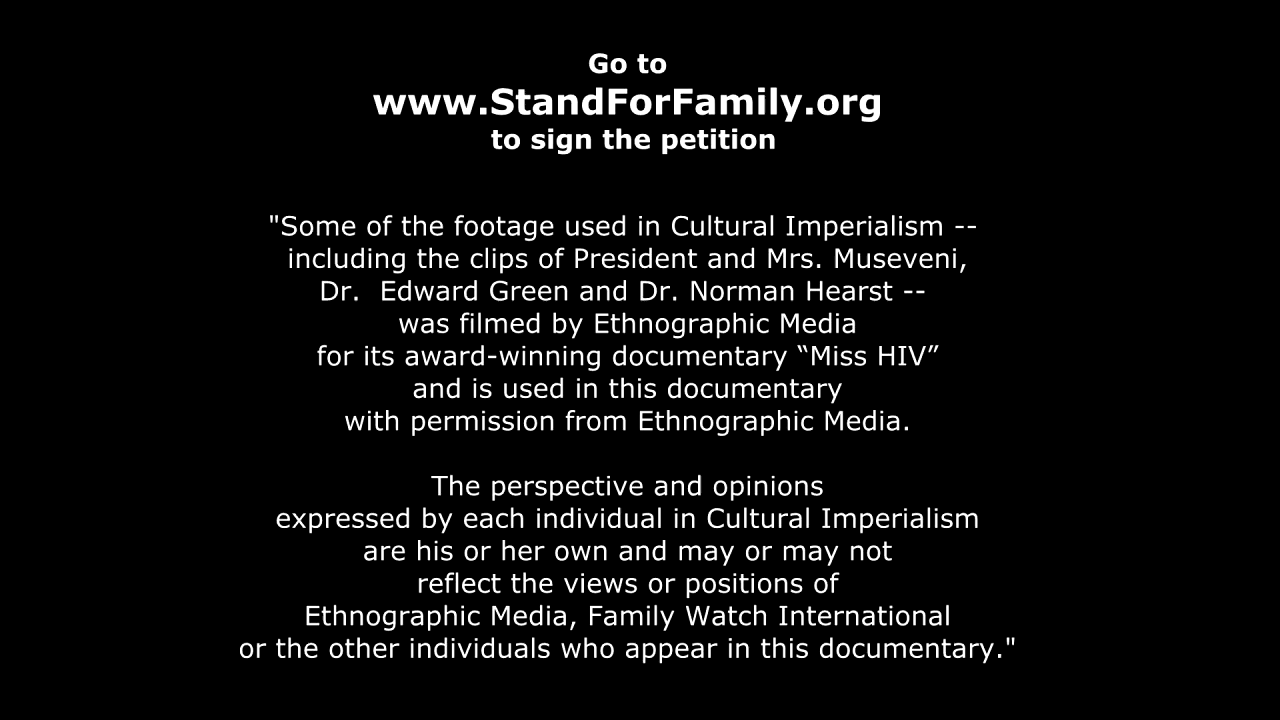 Go to
www.StandForFamily.org
to sign the petition
"Some of the footage used in Cultural Imperialism --
including the clips of President and Mrs. Museveni,
Dr.  Edward Green and Dr. Norman Hearst --
was filmed by Ethnographic Media
for its award-winning documentary “Miss HIV”
and is used in this documentary
with permission from Ethnographic Media.
The perspective and opinions
expressed by each individual in Cultural Imperialism
are his or her own and may or may not
reflect the views or positions of
Ethnographic Media, Family Watch International
or the other individuals who appear in this documentary."